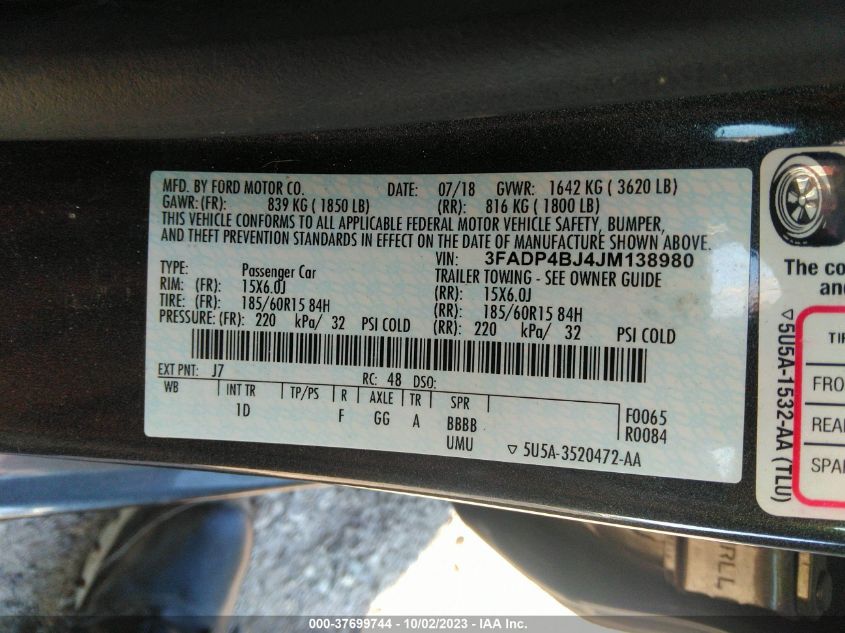 MFD. BY FORD MOTOR CO. DATE: 07/18 GVWR: 1642 KG ( 3620 LB)
GAWR:(FR): 839 KG ( 1850 LB) (RR): 816 KG ( 1800 LB)
THIS VEHICLE CONFORMS TO ALL APPLICABLE FEDERAL MOTOR VEHICLE SAFETY, BUMPER,
AND THEFT PREVENTION STANDARDS IN EFFECT ON THE DATE OF MANUFACTURE SHOWN ABOVE.
VIN: 3FADP4BJ4JM138980
TYPE: Passenger Car TRAILER TOWING - SEE OWNER GUIDE
RIM: (FR): 15X6.0J (RR): 15X6.0J
TIRE: (FR): 185/60R15 84H (RR): 185/60R15 84H
PRESSURE: (FR): 220 kPa/ 32 PSI COLD (RR): 220 kPa/ 32 PSI COLD
EXT PNT: J7 RC: 48 DSO:
WB INT TR TP/PS R AXLE TR SPR
1D F GG A BBBB F0065
UMU R0084
▽ 5U5A-3520472-AA
The co
and
▽5U5A-1532-AA (TLU)
TIR
FRO
REA
SPA
RLL
000-37699744 - 10/02/2023 - IAA Inc.